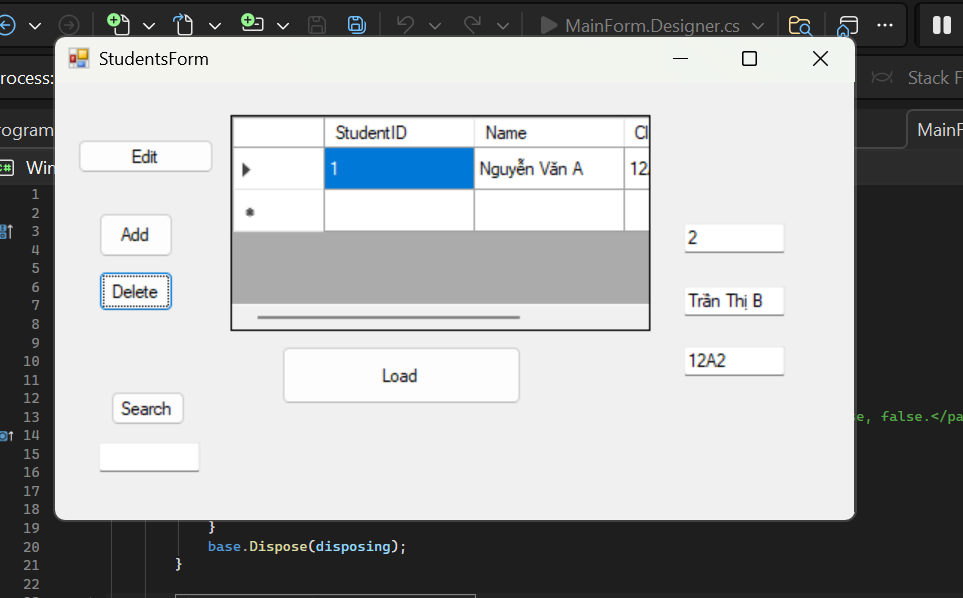 MainForm.Designer.cs
StudentsForm
rocess:
Stack F
rogram
MainF
Win
Edit
StudentID Name Cl
1 Nguyễn Văn A 12
Add
Delete
2
Trần Thị B
12A2
Load
Search
1
2
3
4
5
6
7
8
9
10
11
12
13 e, false.</pa
14
15
16
17
18
19 }
20 base.Dispose(disposing);
21 }
22